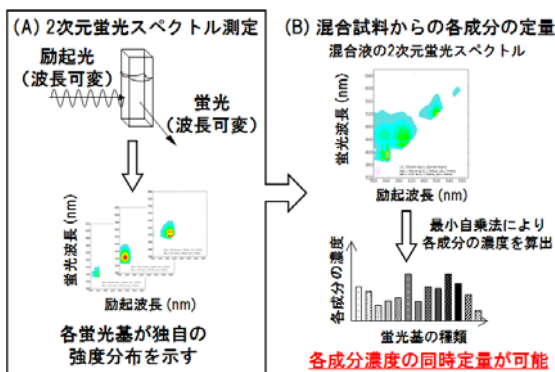 (A) 2次元蛍光スペクトル測定
励起光
(波長可変)
蛍光
(波長可変)
蛍光波長 (nm)
励起波長 (nm)
各蛍光基が独自の
強度分布を示す
(B) 混合試料からの各成分の定量
混合液の2次元蛍光スペクトル
蛍光波長 (nm)
励起波長 (nm)
最小自乗法により
各成分の濃度を算出
各成分の濃度
蛍光基の種類
各成分濃度の同時定量が可能